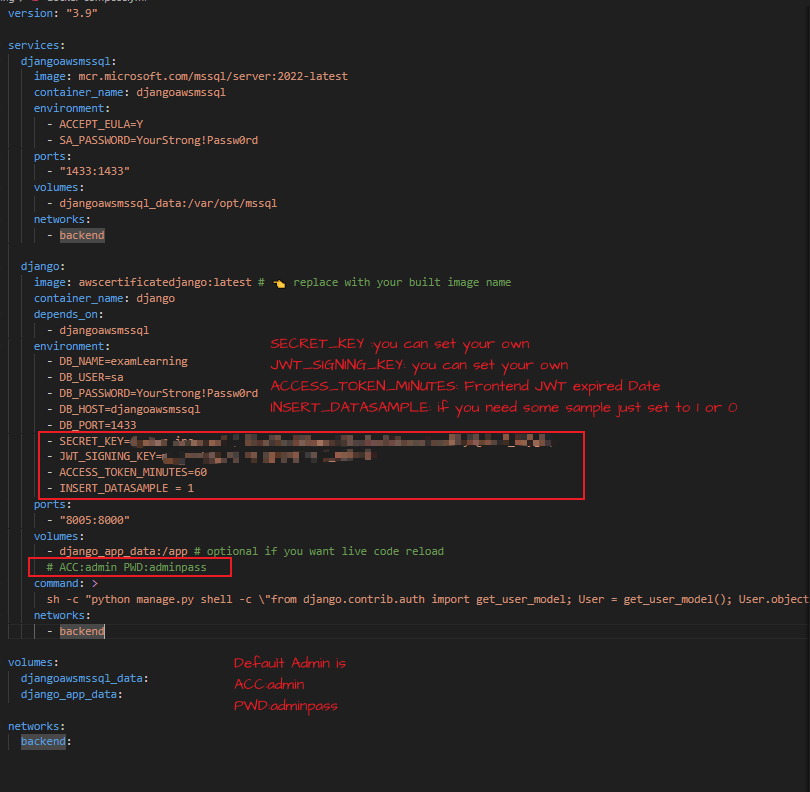 version: "3.9"
services:
djangoawsmssql:
image: mcr.microsoft.com/mssql/server:2022-latest
container_name: djangoawsmssql
environment:
- ACCEPT_EULA=Y
- SA_PASSWORD=YourStrong!Passw0rd
ports:
- "1433:1433"
volumes:
- djangoawsmssql_data:/var/opt/mssql
networks:
- backend
django:
image: awscertificatedjango:latest # 👈 replace with your built image name
container_name: django
depends_on:
- djangoawsmssql
environment:
- DB_NAME=examLearning
- DB_USER=sa
- DB_PASSWORD=YourStrong!Passw0rd
- DB_HOST=djangoawsmssql
- DB_PORT=1433
SECRET_KEY :you can set your own
JWT_SIGNING_KEY: you can set your own
ACCESS_TOKEN_MINUTES: Frontend JWT expired Date
INSERT_DATASAMPLE: if you need some sample just set to 1 or 0
- SECRET_KEY=
- JWT_SIGNING_KEY=
- ACCESS_TOKEN_MINUTES=60
- INSERT_DATASAMPLE = 1
ports:
- "8005:8000"
volumes:
- django_app_data:/app # optional if you want live code reload
# ACC:admin PWD:adminpass
command: >
sh -c "python manage.py shell -c \"from django.contrib.auth import get_user_model; User = get_user_model(); User.object
networks:
- backend
volumes:
djangoawsmssql_data:
django_app_data:
Default Admin is
ACC:admin
PWD:adminpass
networks:
backend: